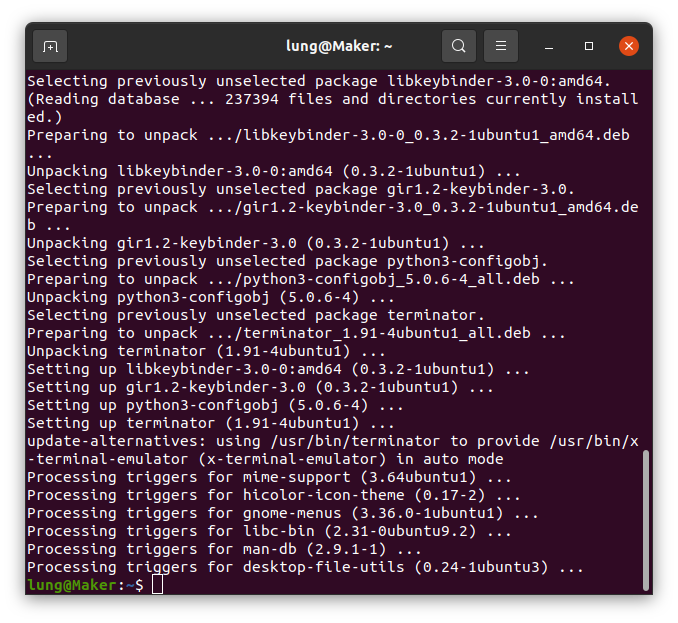 lung@Maker: ~
Selecting previously unselected package libkeybinder-3.0-0:amd64.
(Reading database ... 237394 files and directories currently install
ed.)
Preparing to unpack .../libkeybinder-3.0-0_0.3.2-1ubuntu1_amd64.deb
...
Unpacking libkeybinder-3.0-0:amd64 (0.3.2-1ubuntu1) ...
Selecting previously unselected package gir1.2-keybinder-3.0.
Preparing to unpack .../gir1.2-keybinder-3.0_0.3.2-1ubuntu1_amd64.de
b ...
Unpacking gir1.2-keybinder-3.0 (0.3.2-1ubuntu1) ...
Selecting previously unselected package python3-configobj.
Preparing to unpack .../python3-configobj_5.0.6-4_all.deb ...
Unpacking python3-configobj (5.0.6-4) ...
Selecting previously unselected package terminator.
Preparing to unpack .../terminator_1.91-4ubuntu1_all.deb ...
Unpacking terminator (1.91-4ubuntu1) ...
Setting up libkeybinder-3.0-0:amd64 (0.3.2-1ubuntu1) ...
Setting up gir1.2-keybinder-3.0 (0.3.2-1ubuntu1) ...
Setting up python3-configobj (5.0.6-4) ...
Setting up terminator (1.91-4ubuntu1) ...
update-alternatives: using /usr/bin/terminator to provide /usr/bin/x
-terminal-emulator (x-terminal-emulator) in auto mode
Processing triggers for mime-support (3.64ubuntu1) ...
Processing triggers for hicolor-icon-theme (0.17-2) ...
Processing triggers for gnome-menus (3.36.0-1ubuntu1) ...
Processing triggers for libc-bin (2.31-0ubuntu9.2) ...
Processing triggers for man-db (2.9.1-1) ...
Processing triggers for desktop-file-utils (0.24-1ubuntu3) ...
lung@Maker:~$